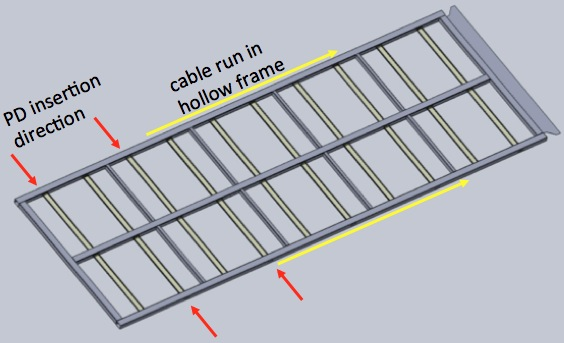 cable run in
hollow frame
PD insertion
direction